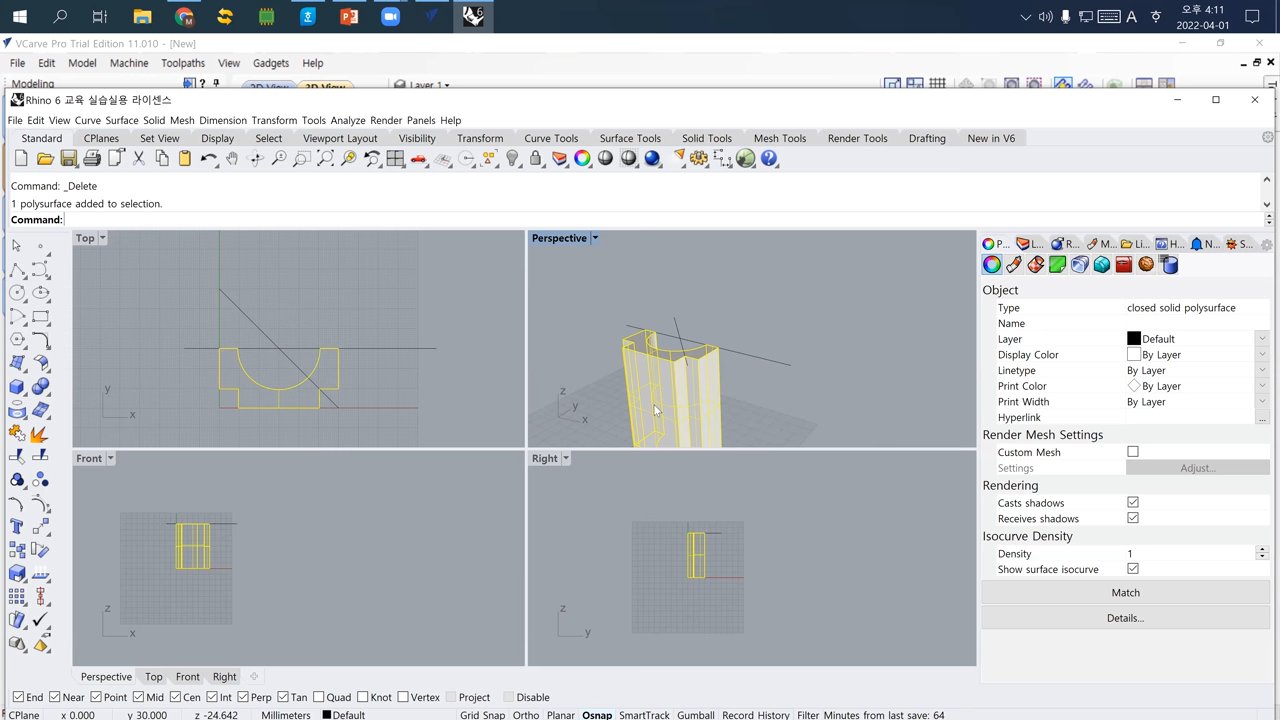 오후 4:11
2022-04-01
A
VCarve Pro Trial Edition 11.010 - [New]
File Edit Model Machine Toolpaths View Gadgets Help
Modeling
Layer 1
Rhino 6 교육 실습실용 라이센스
File Edit View Curve Surface Solid Mesh Dimension Transform Tools Analyze Render Panels Help
Standard CPlanes Set View Display Select Viewport Layout Visibility Transform Curve Tools Surface Tools Solid Tools Mesh Tools Render Tools Drafting New in V6
Command: _Delete
1 polysurface added to selection.
Command:
Top
Perspective
P... L... R... M... Li... H... N... S...
Object
Type closed solid polysurface
Name
Layer Default
Display Color By Layer
Linetype By Layer
Print Color By Layer
Print Width By Layer
Hyperlink ...
Render Mesh Settings
Custom Mesh
Settings Adjust...
Rendering
Casts shadows
Receives shadows
Isocurve Density
Density 1
Show surface isocurve
Match
Details...
y
x
z
y
x
Front
Right
z
x
z
y
Perspective Top Front Right
End Near Point Mid Cen Int Perp Tan Quad Knot Vertex Project Disable
CPlane x 0.000 y 30.000 z -24.642 Millimeters Default Grid Snap Ortho Planar Osnap SmartTrack Gumball Record History Filter Minutes from last save: 64